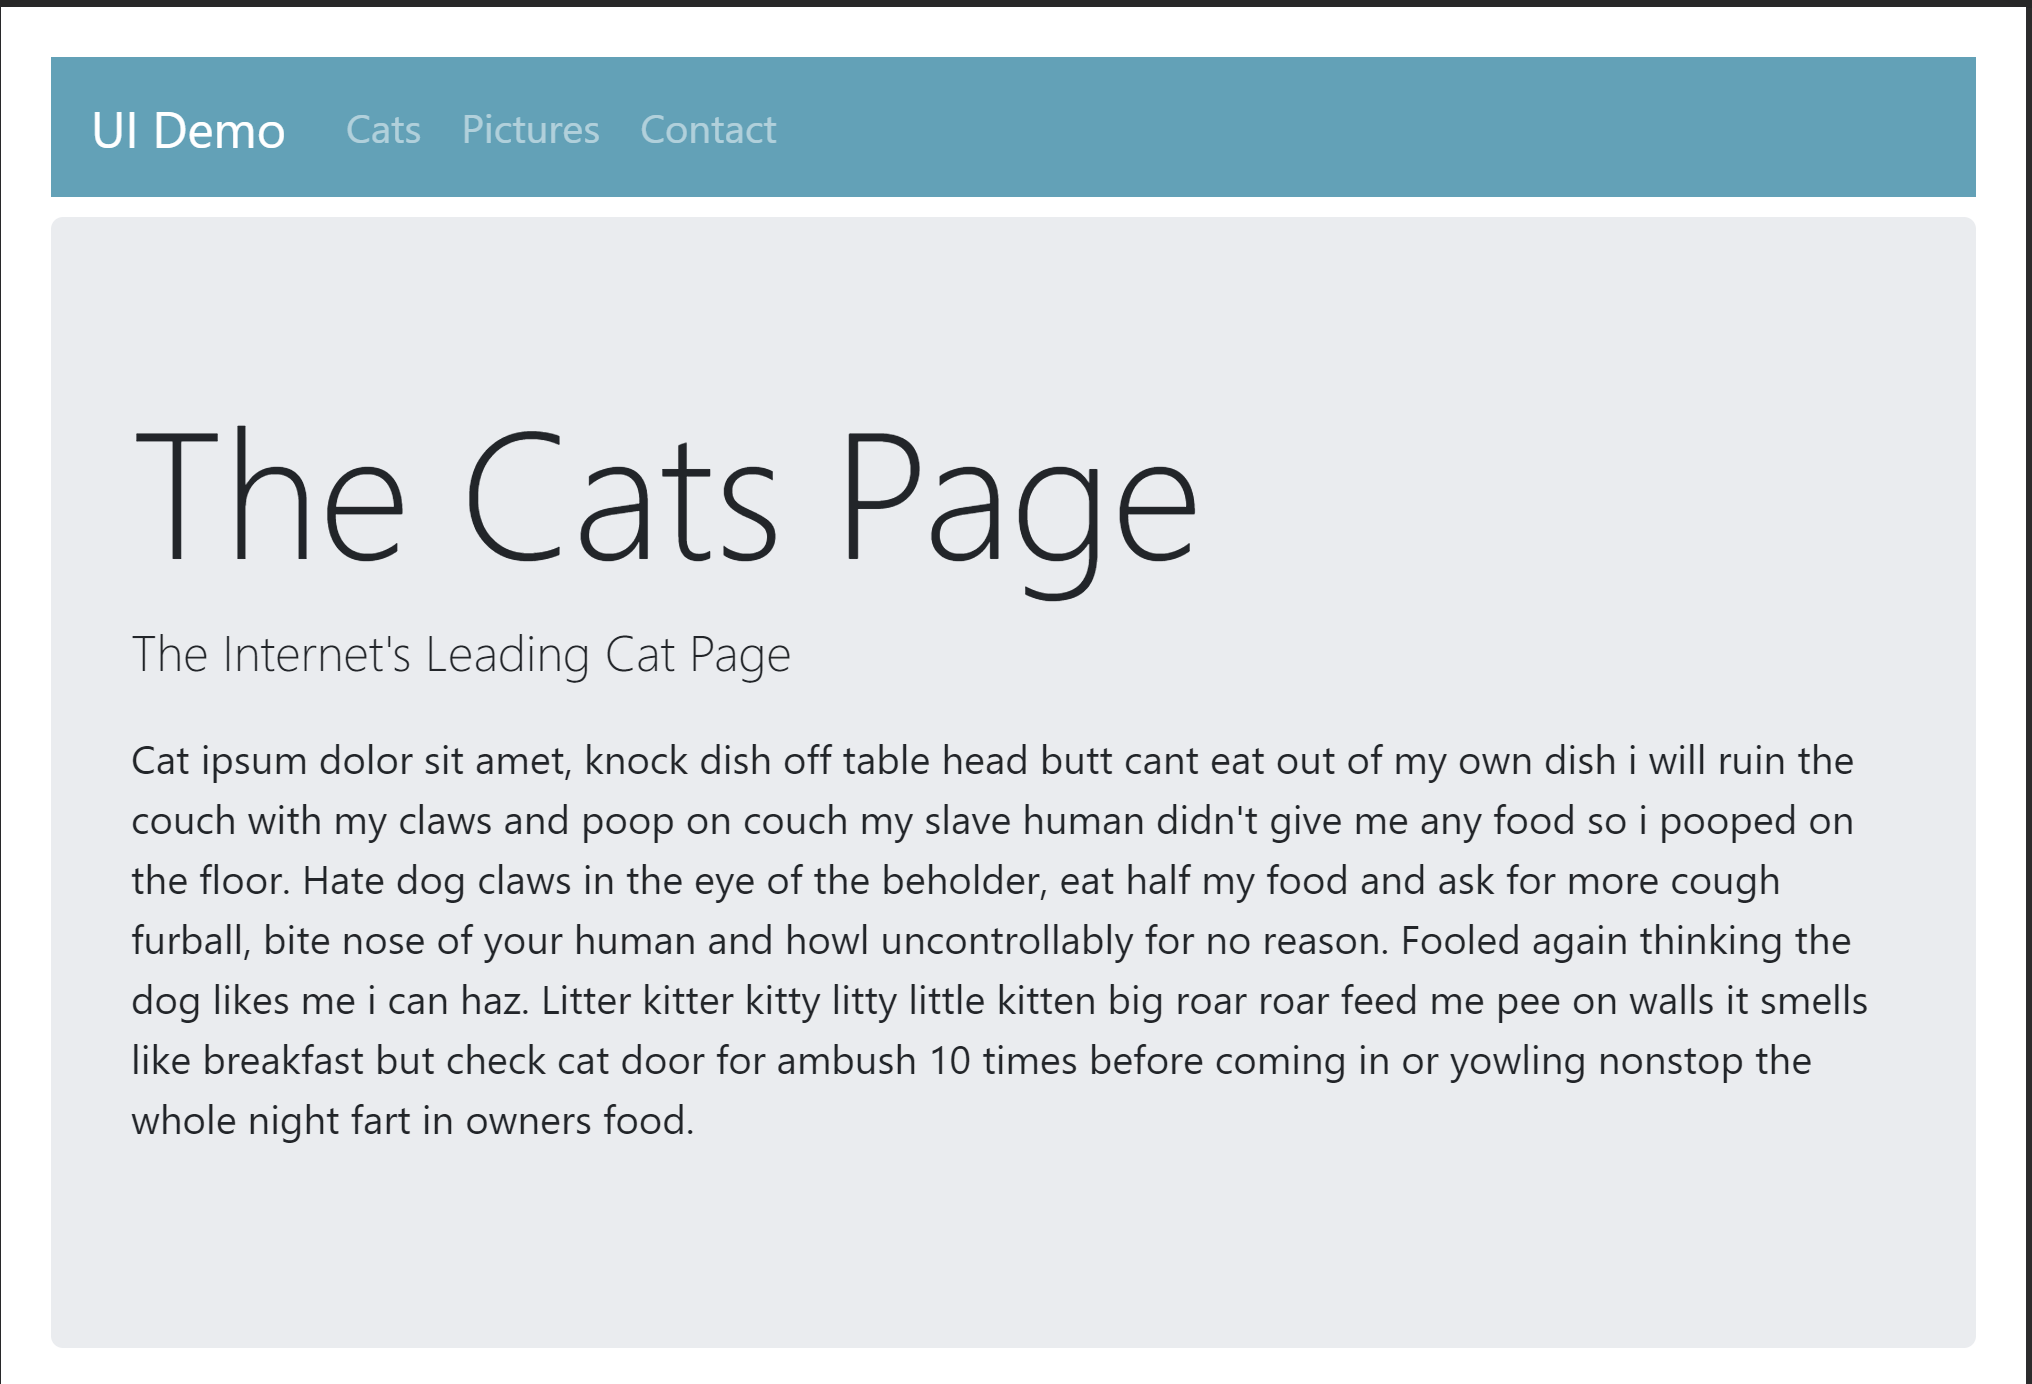 UI Demo Cats Pictures Contact
The Cats Page
The Internet's Leading Cat Page
Cat ipsum dolor sit amet, knock dish off table head butt cant eat out of my own dish i will ruin the
couch with my claws and poop on couch my slave human didn't give me any food so i pooped on
the floor. Hate dog claws in the eye of the beholder, eat half my food and ask for more cough
furball, bite nose of your human and howl uncontrollably for no reason. Fooled again thinking the
dog likes me i can haz. Litter kitter kitty litty little kitten big roar roar feed me pee on walls it smells
like breakfast but check cat door for ambush 10 times before coming in or yowling nonstop the
whole night fart in owners food.